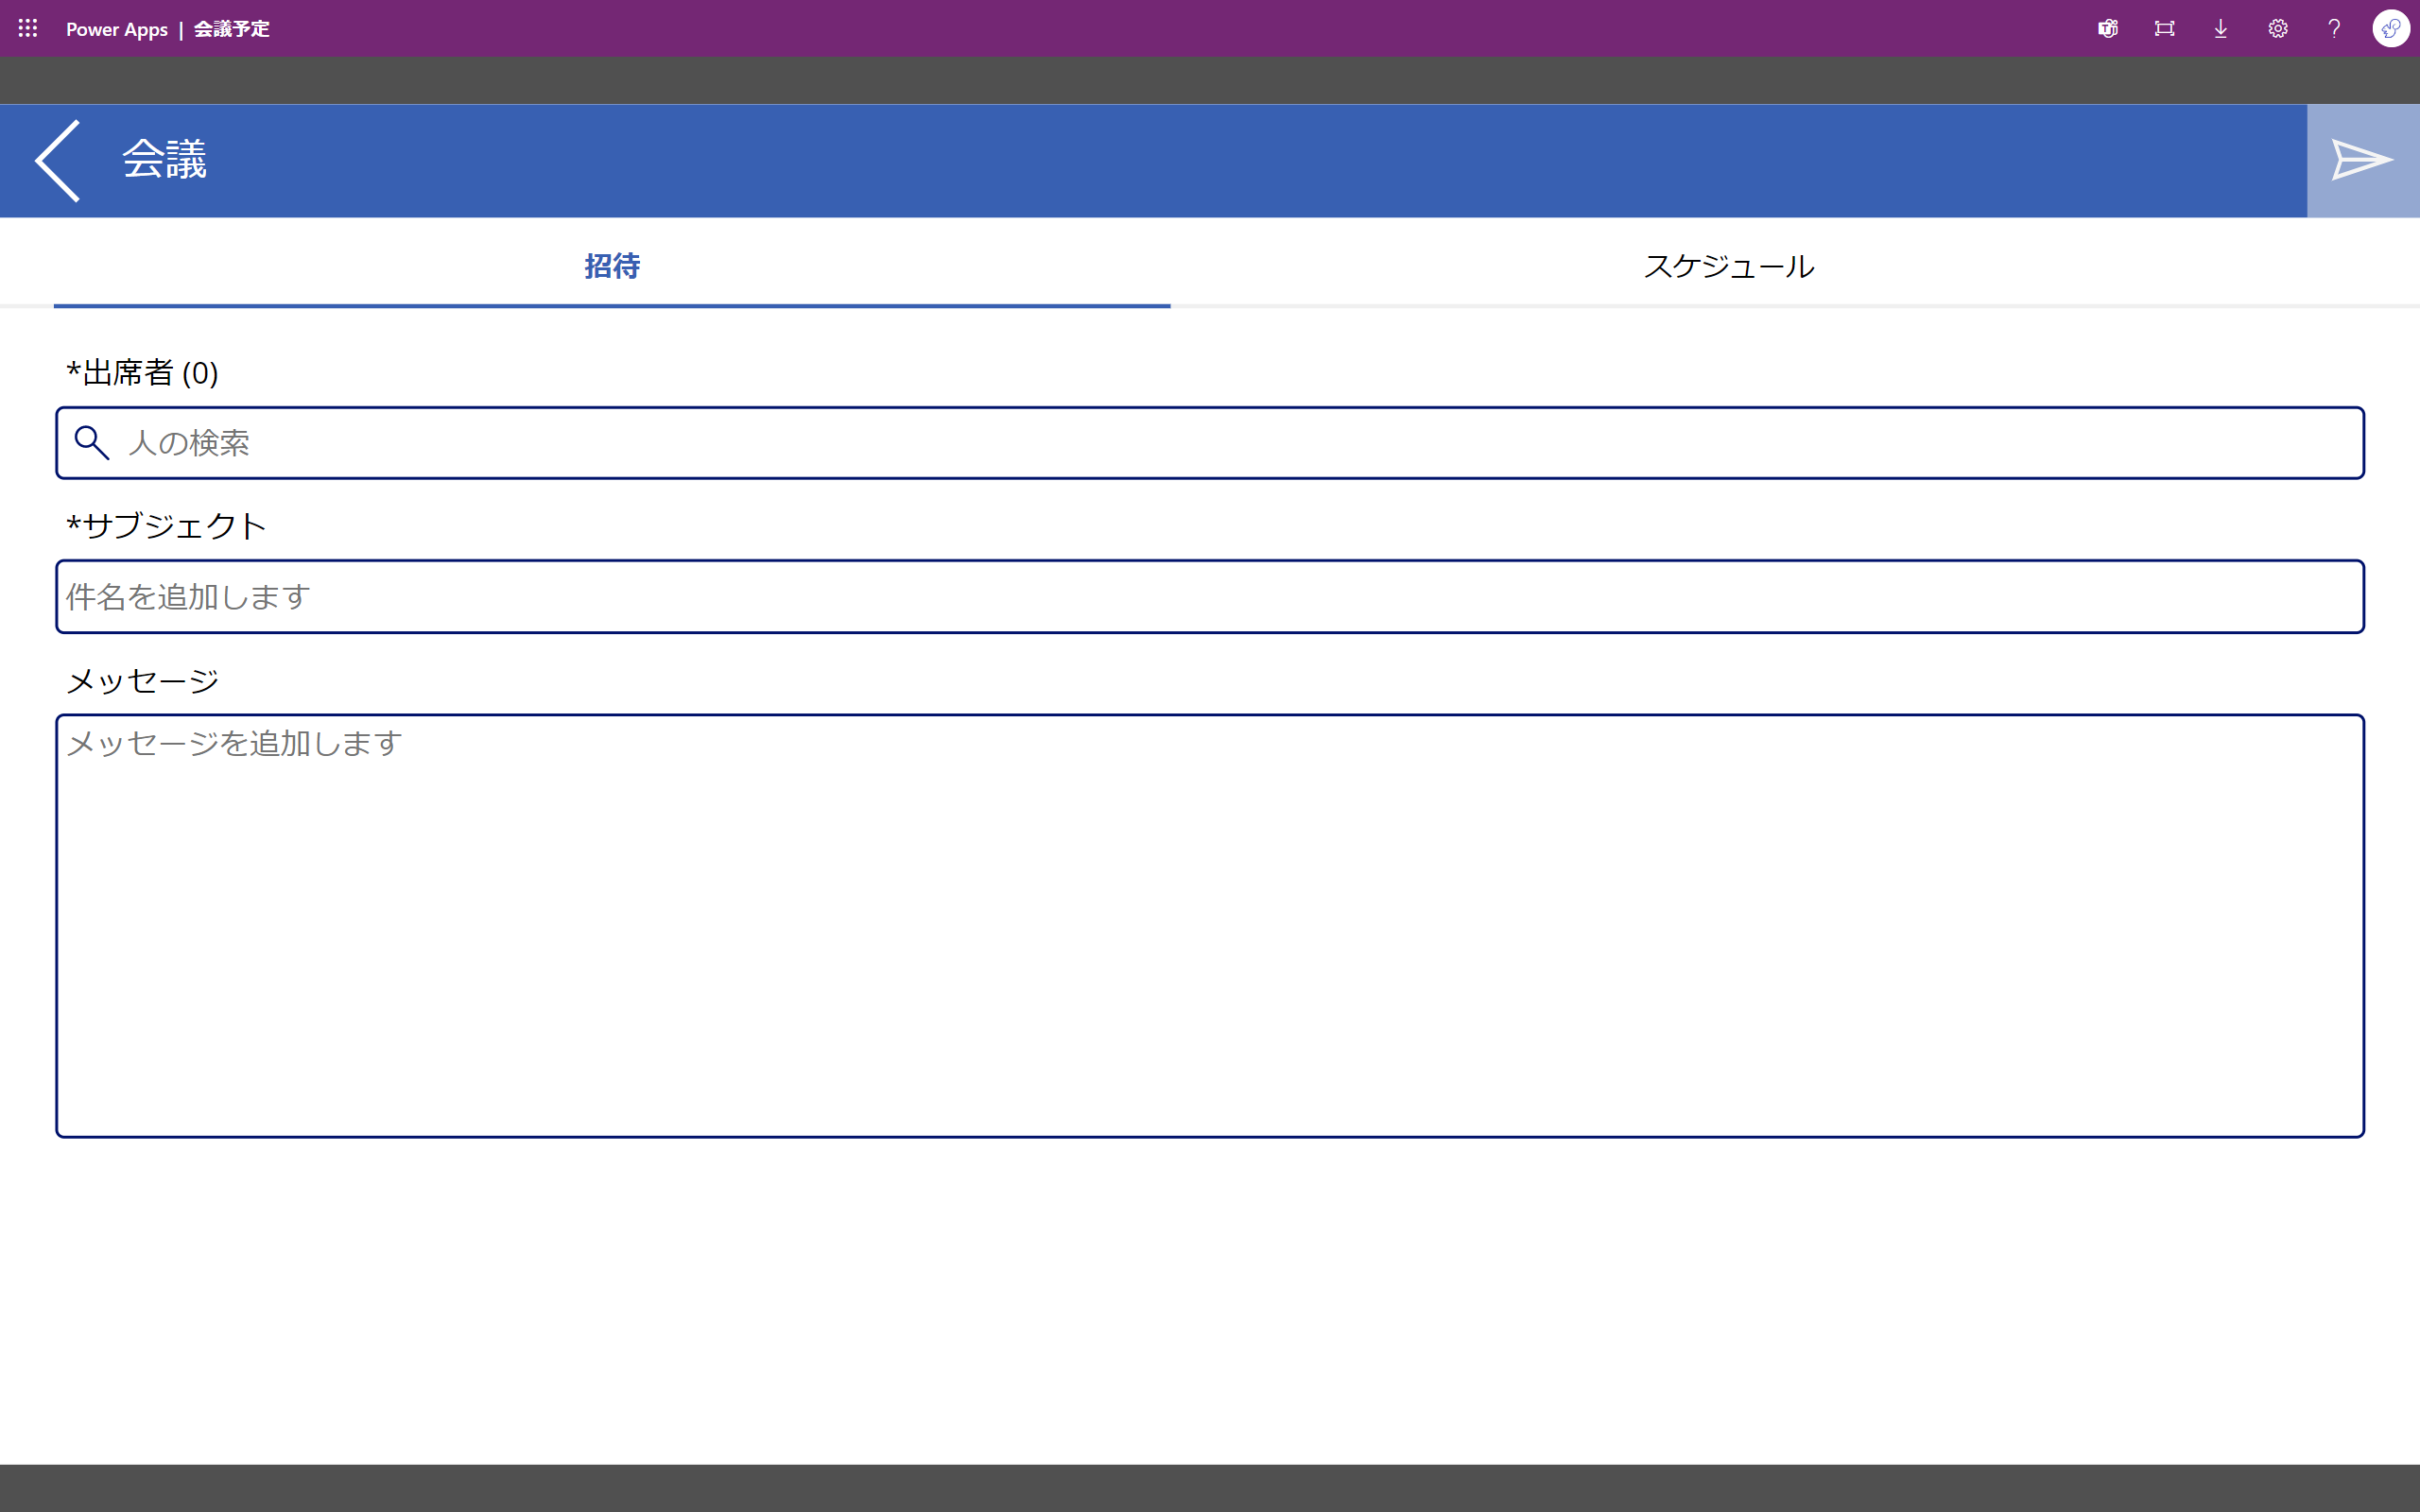 Power Apps | 会議予定
会議
招待
スケジュール
*出席者 (0)
人の検索
*サブジェクト
件名を追加します
メッセージ
メッセージを追加します